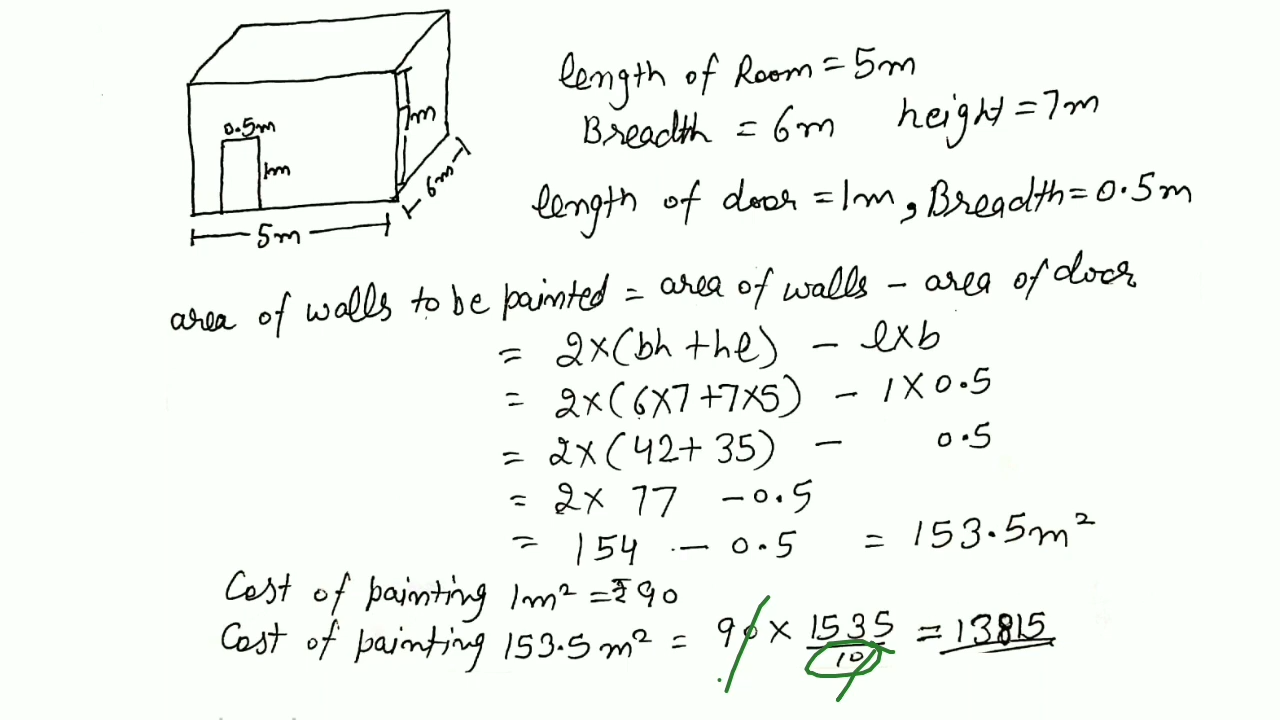 length of Room = 5m
Breadth = 6m height = 7m
0.5m
1m
7m
6m
5m
length of door = 1m, Breadth = 0.5m
area of walls to be painted = area of walls - area of door
= 2×(bh + hl) - l×b
= 2×(6×7+7×5) - 1×0.5
= 2×(42+35) - 0.5
= 2× 77 - 0.5
= 154 - 0.5 = 153.5m²
Cost of painting 1m² = ₹90
Cost of painting 153.5m² = 90 × 1535/10 = 13815